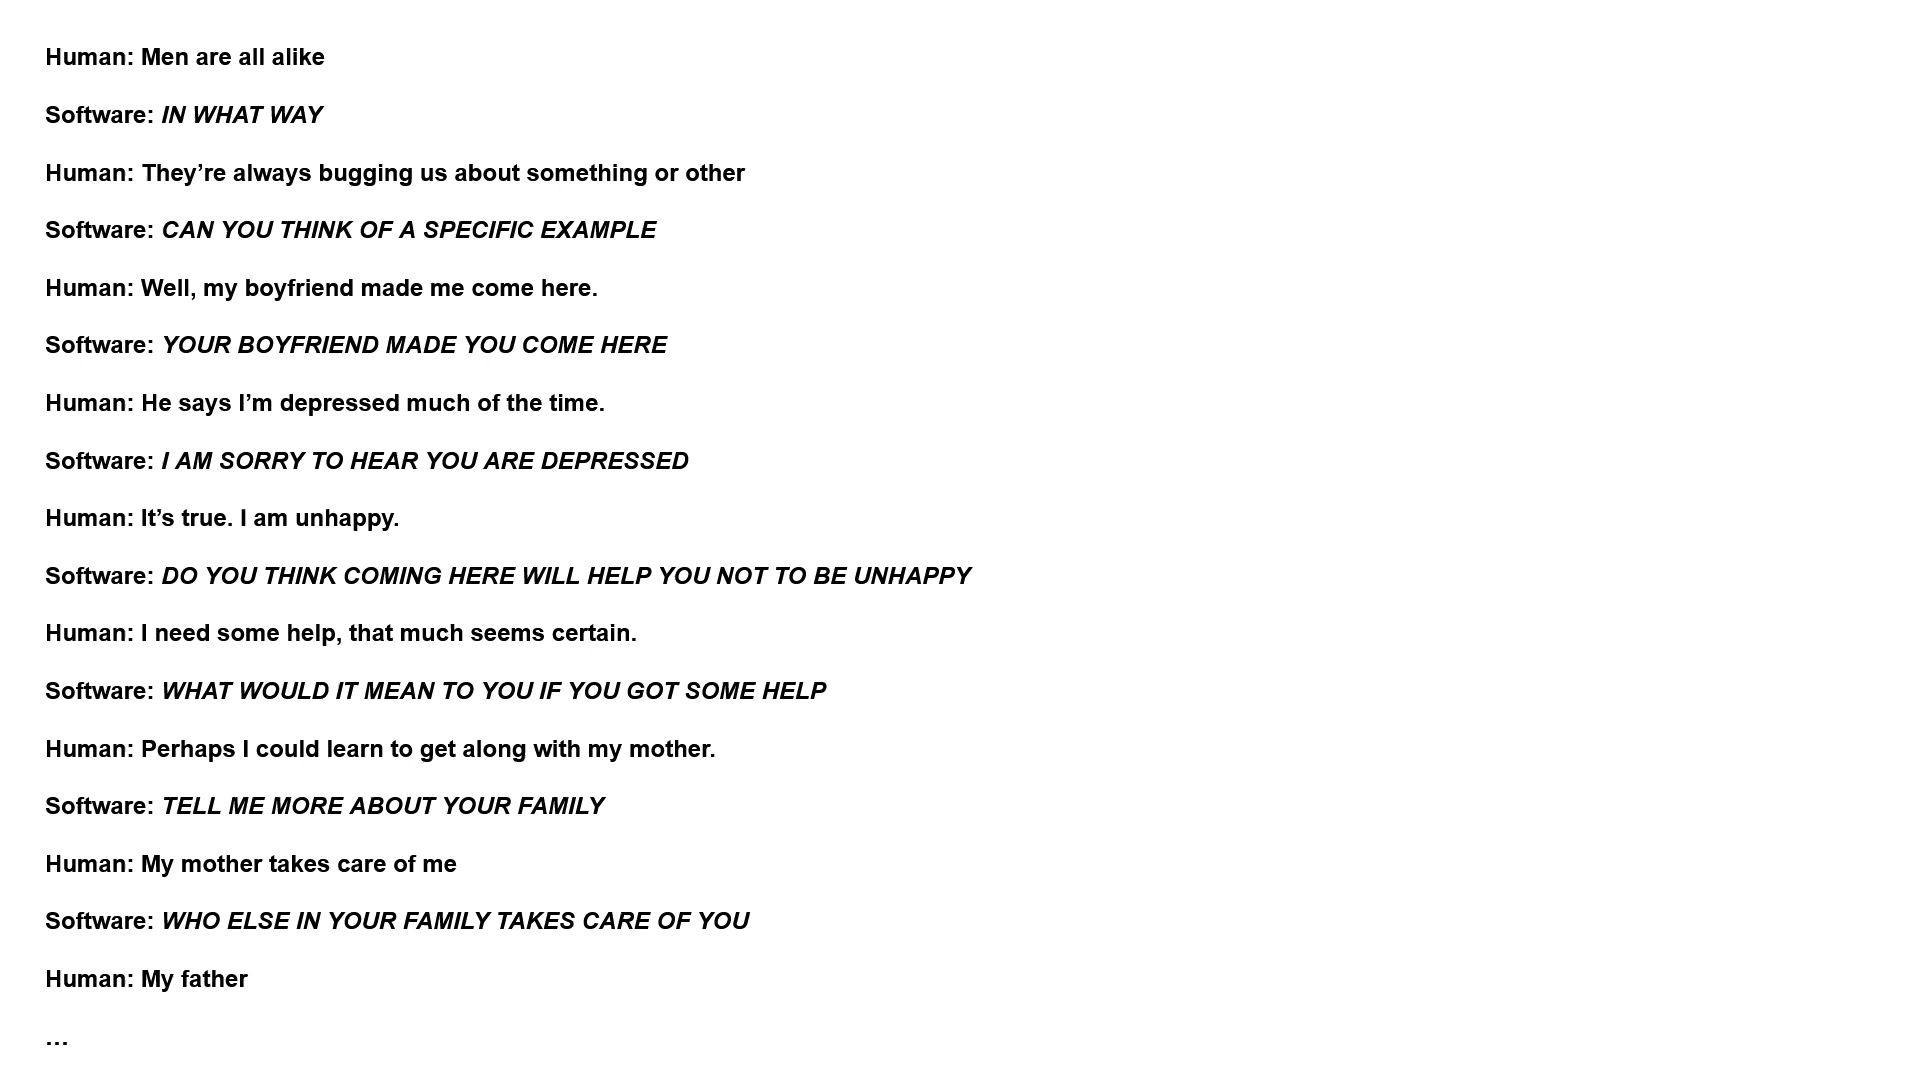 Human: Men are all alike
Software: IN WHAT WAY
Human: They’re always bugging us about something or other
Software: CAN YOU THINK OF A SPECIFIC EXAMPLE
Human: Well, my boyfriend made me come here.
Software: YOUR BOYFRIEND MADE YOU COME HERE
Human: He says I’m depressed much of the time.
Software: I AM SORRY TO HEAR YOU ARE DEPRESSED
Human: It’s true. I am unhappy.
Software: DO YOU THINK COMING HERE WILL HELP YOU NOT TO BE UNHAPPY
Human: I need some help, that much seems certain.
Software: WHAT WOULD IT MEAN TO YOU IF YOU GOT SOME HELP
Human: Perhaps I could learn to get along with my mother.
Software: TELL ME MORE ABOUT YOUR FAMILY
Human: My mother takes care of me
Software: WHO ELSE IN YOUR FAMILY TAKES CARE OF YOU
Human: My father
…